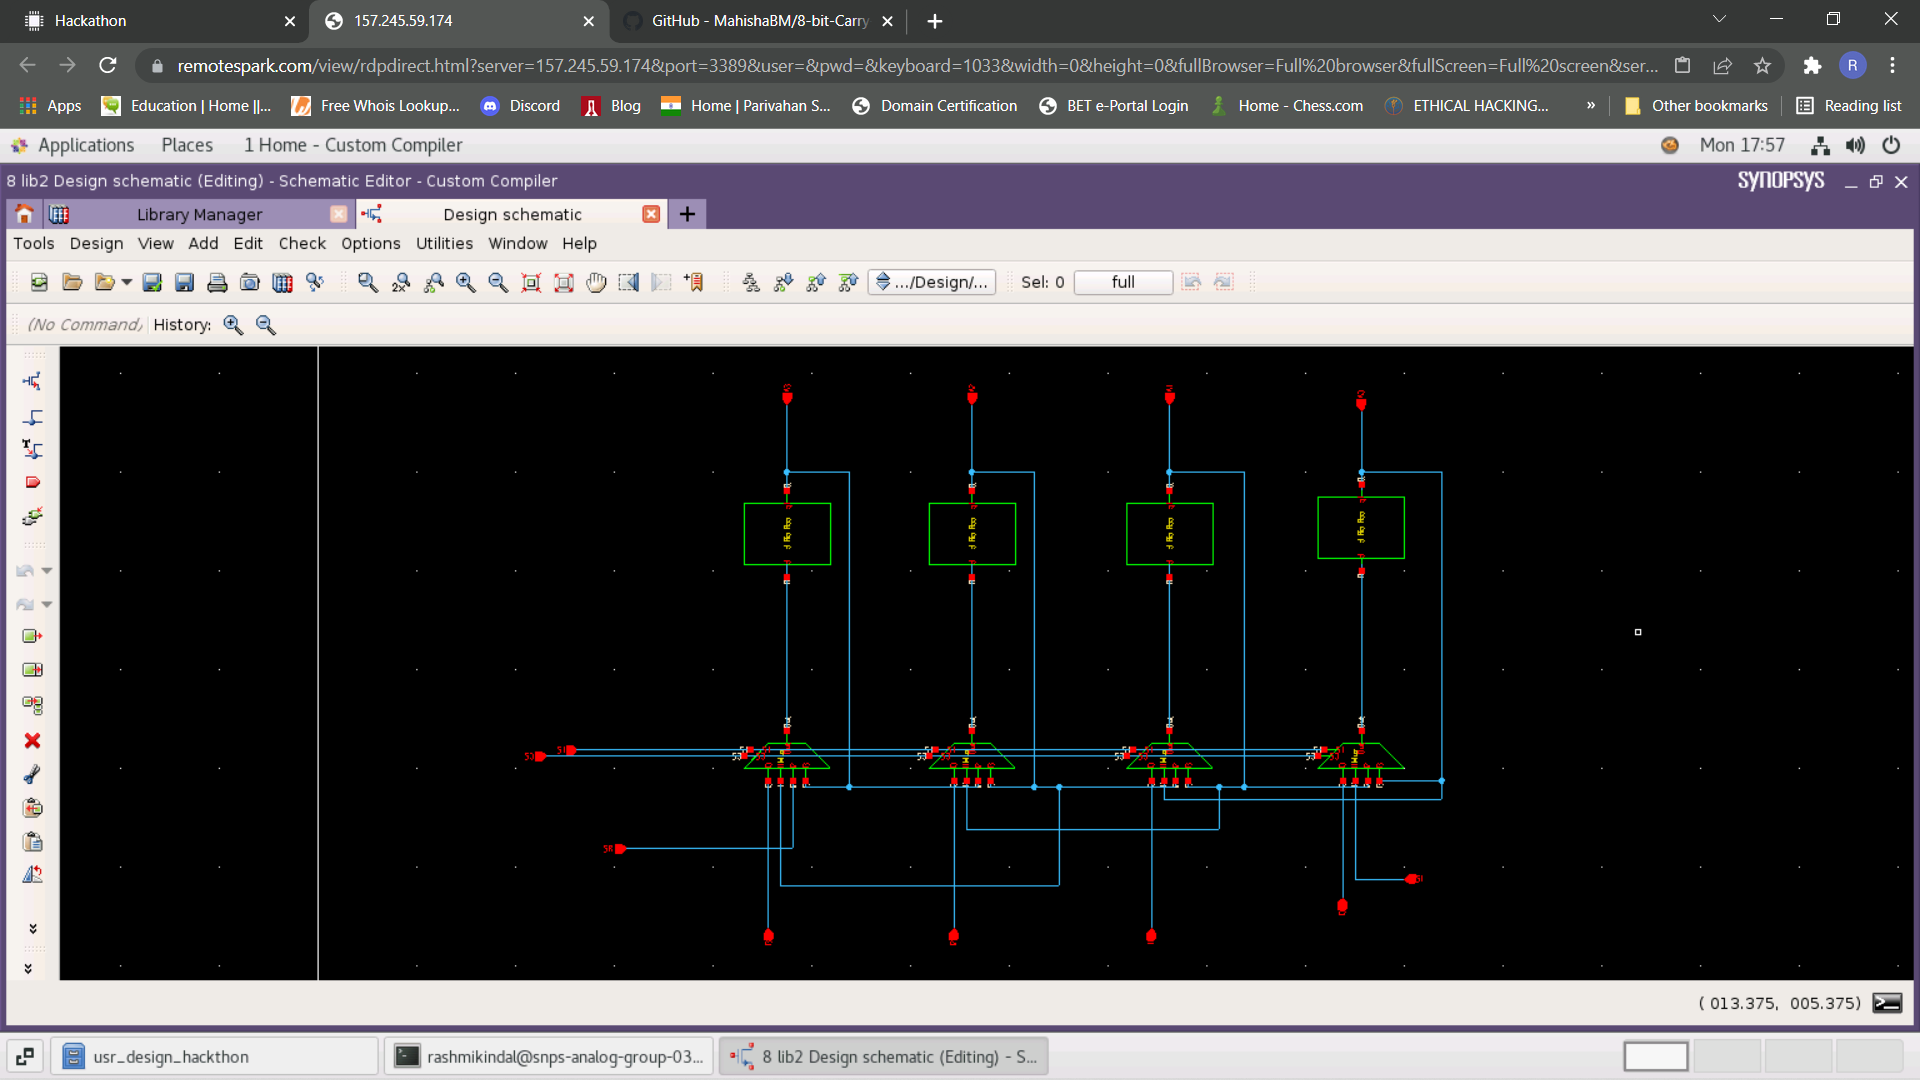 Hackathon
157.245.59.174
GitHub - MahishaBM/8-bit-Carry
remotespark.com/view/rdpdirect.html?server=157.245.59.174&port=3389&user=&pwd=&keyboard=1033&width=0&height=0&fullBrowser=Full%20browser&fullScreen=Full%20screen&ser...
R
Apps
Education | Home ||...
Free Whois Lookup...
Discord
Blog
Home | Parivahan S...
Domain Certification
BET e-Portal Login
Home - Chess.com
ETHICAL HACKING...
»
Other bookmarks
Reading list
Applications Places 1 Home - Custom Compiler
Mon 17:57
8 lib2 Design schematic (Editing) - Schematic Editor - Custom Compiler
SYNOPSYS
Library Manager
Design schematic
Tools Design View Add Edit Check Options Utilities Window Help
2x
.../Design/...
Sel: 0
full
(No Command) History:
S1
S0
SR
( 013.375, 005.375)
usr_design_hackthon
rashmikindal@snps-analog-group-03...
8 lib2 Design schematic (Editing) - S...